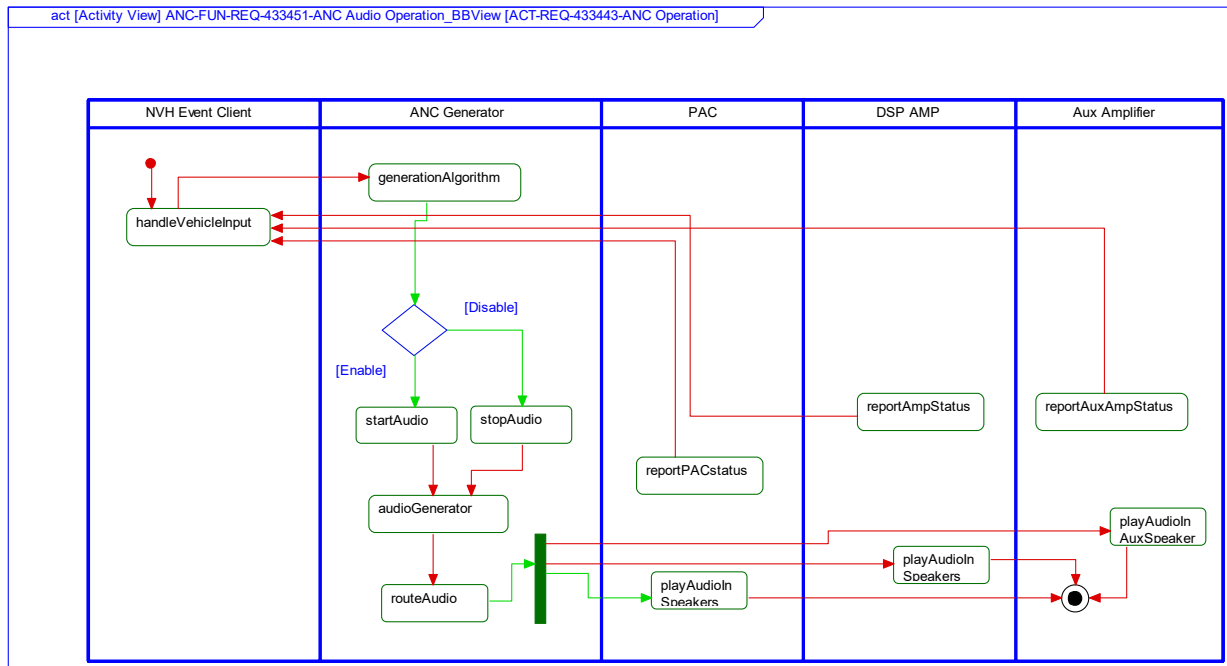 act [Activity View] ANC-FUN-REQ-433451-ANC Audio Operation_BBView [ACT-REQ-433443-ANC Operation]
NVH Event Client
ANC Generator
PAC
DSP AMP
Aux Amplifier
generationAlgorithm
handleVehicleInput
[Disable]
[Enable]
startAudio
stopAudio
reportAmpStatus
reportAuxAmpStatus
reportPACstatus
audioGenerator
playAudioIn
AuxSpeaker
playAudioIn
Speakers
playAudioIn
Speakers
routeAudio